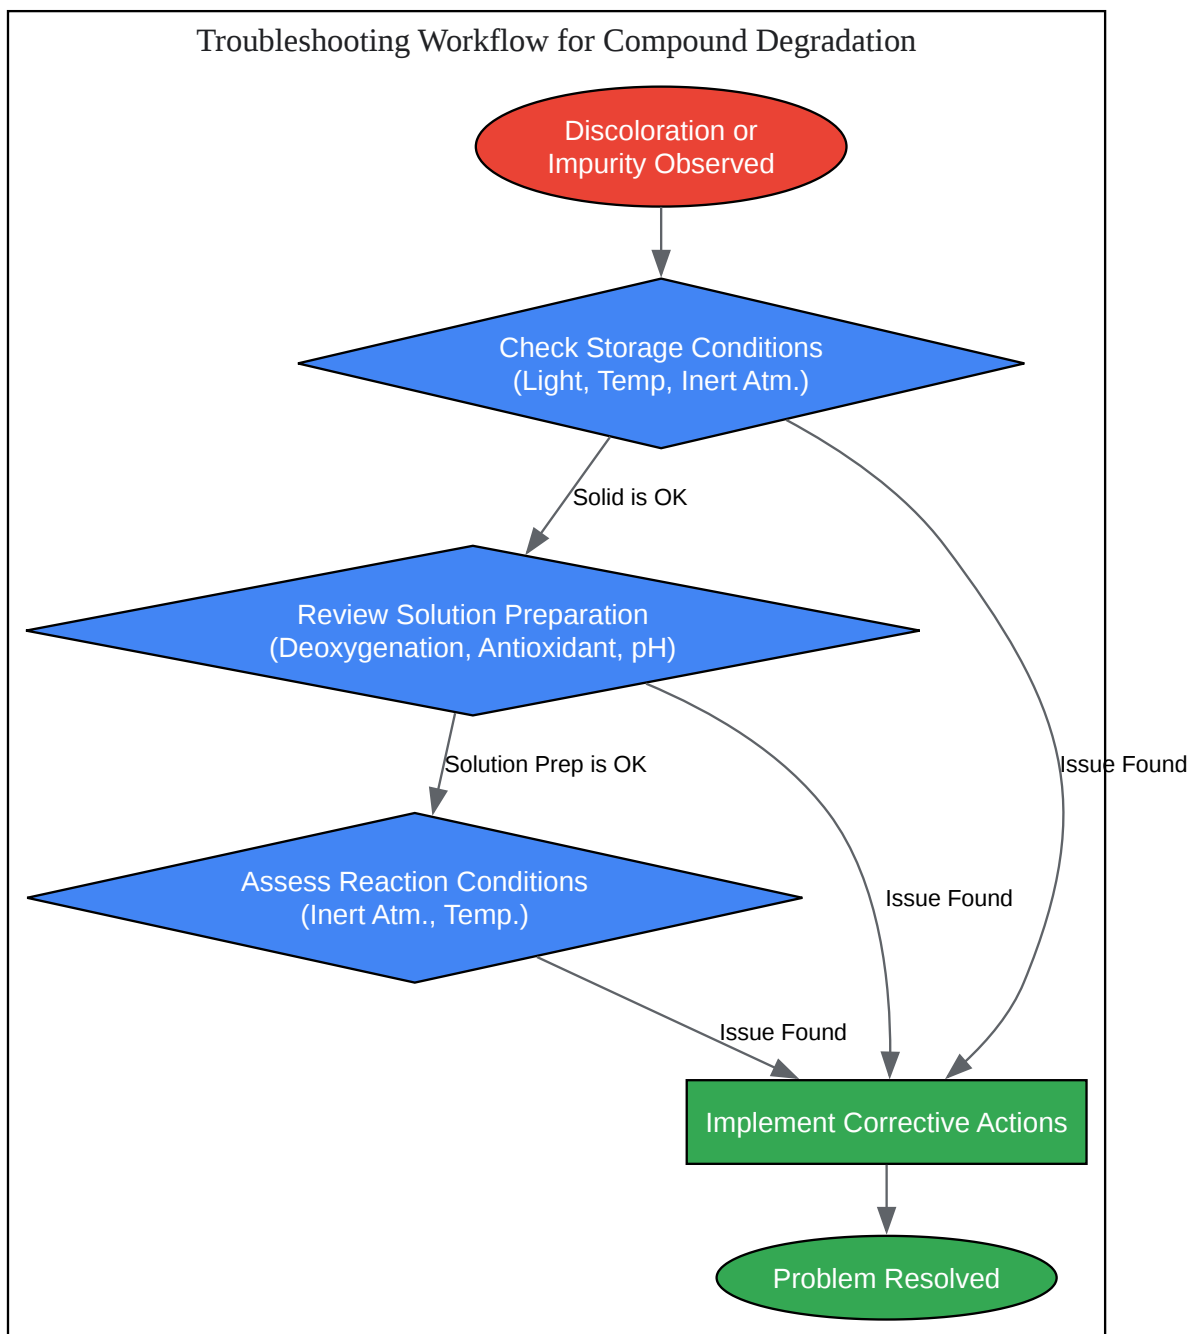 Troubleshooting Workflow for Compound Degradation
Discoloration or
Impurity Observed
Check Storage Conditions
(Light, Temp, Inert Atm.)
Solid is OK
Review Solution Preparation
(Deoxygenation, Antioxidant, pH)
Solution Prep is OK
Issue Found
Assess Reaction Conditions
(Inert Atm., Temp.)
Issue Found
Issue Found
Implement Corrective Actions
Problem Resolved